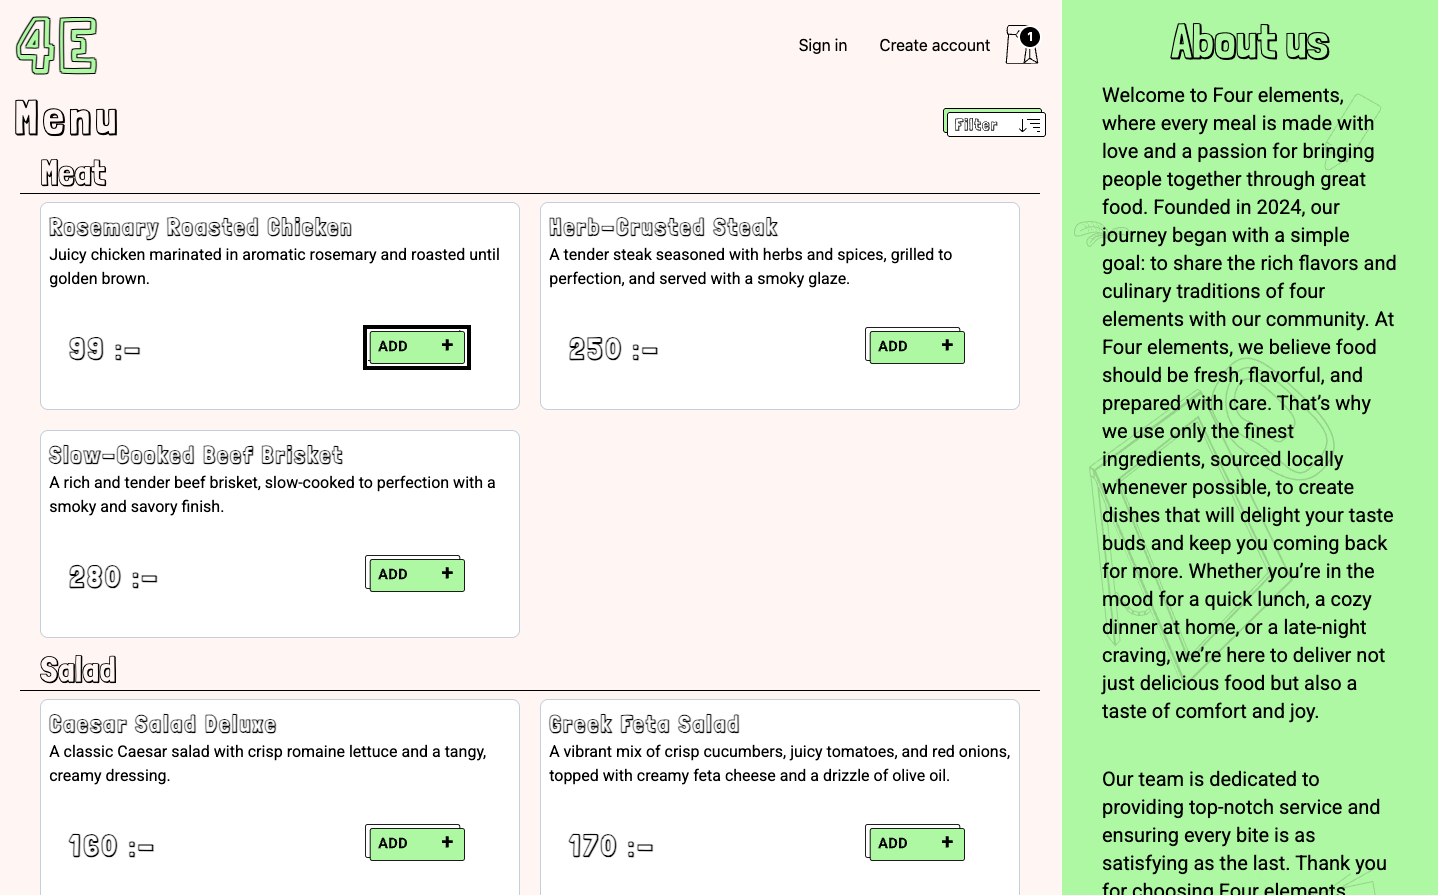 4E
Sign in
Create account
1
Menu
Filter
Meat
Rosemary Roasted Chicken
Juicy chicken marinated in aromatic rosemary and roasted until
golden brown.
99 :-
ADD +
Herb-Crusted Steak
A tender steak seasoned with herbs and spices, grilled to
perfection, and served with a smoky glaze.
250 :-
ADD +
Slow-Cooked Beef Brisket
A rich and tender beef brisket, slow-cooked to perfection with a
smoky and savory finish.
280 :-
ADD +
Salad
Caesar Salad Deluxe
A classic Caesar salad with crisp romaine lettuce and a tangy,
creamy dressing.
160 :-
ADD +
Greek Feta Salad
A vibrant mix of crisp cucumbers, juicy tomatoes, and red onions,
topped with creamy feta cheese and a drizzle of olive oil.
170 :-
ADD +
About us
Welcome to Four elements,
where every meal is made with
love and a passion for bringing
people together through great
food. Founded in 2024, our
journey began with a simple
goal: to share the rich flavors and
culinary traditions of four
elements with our community. At
Four elements, we believe food
should be fresh, flavorful, and
prepared with care. That’s why
we use only the finest
ingredients, sourced locally
whenever possible, to create
dishes that will delight your taste
buds and keep you coming back
for more. Whether you’re in the
mood for a quick lunch, a cozy
dinner at home, or a late-night
craving, we’re here to deliver not
just delicious food but also a
taste of comfort and joy.
Our team is dedicated to
providing top-notch service and
ensuring every bite is as
satisfying as the last. Thank you
for choosing Four elements